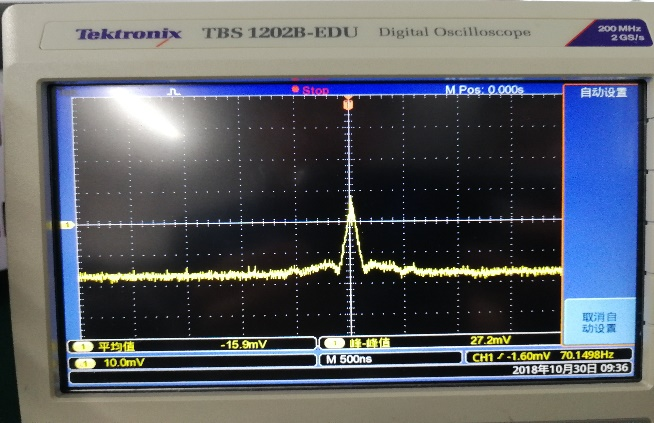 Tektronix TBS 1202B-EDU Digital Oscilloscope 200 MHz
2 GS/s
Stop M Pos: 0.000s 自动设置
1
取消自
动设置
1 平均值 -15.9mV 1 峰-峰值 27.2mV
1 10.0mV M 500ns CH1 -1.60mV 70.1498Hz
2018年10月30日 09:36